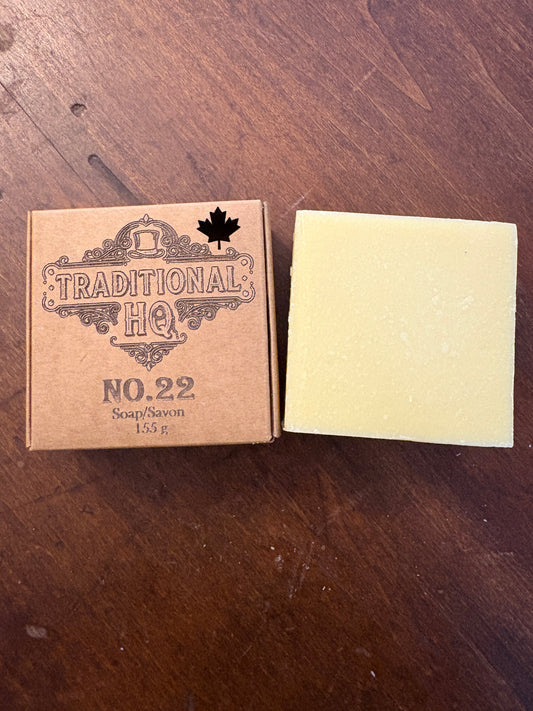 TRADITIONAL
HQ
NO.22
Soap/Savon
155 g